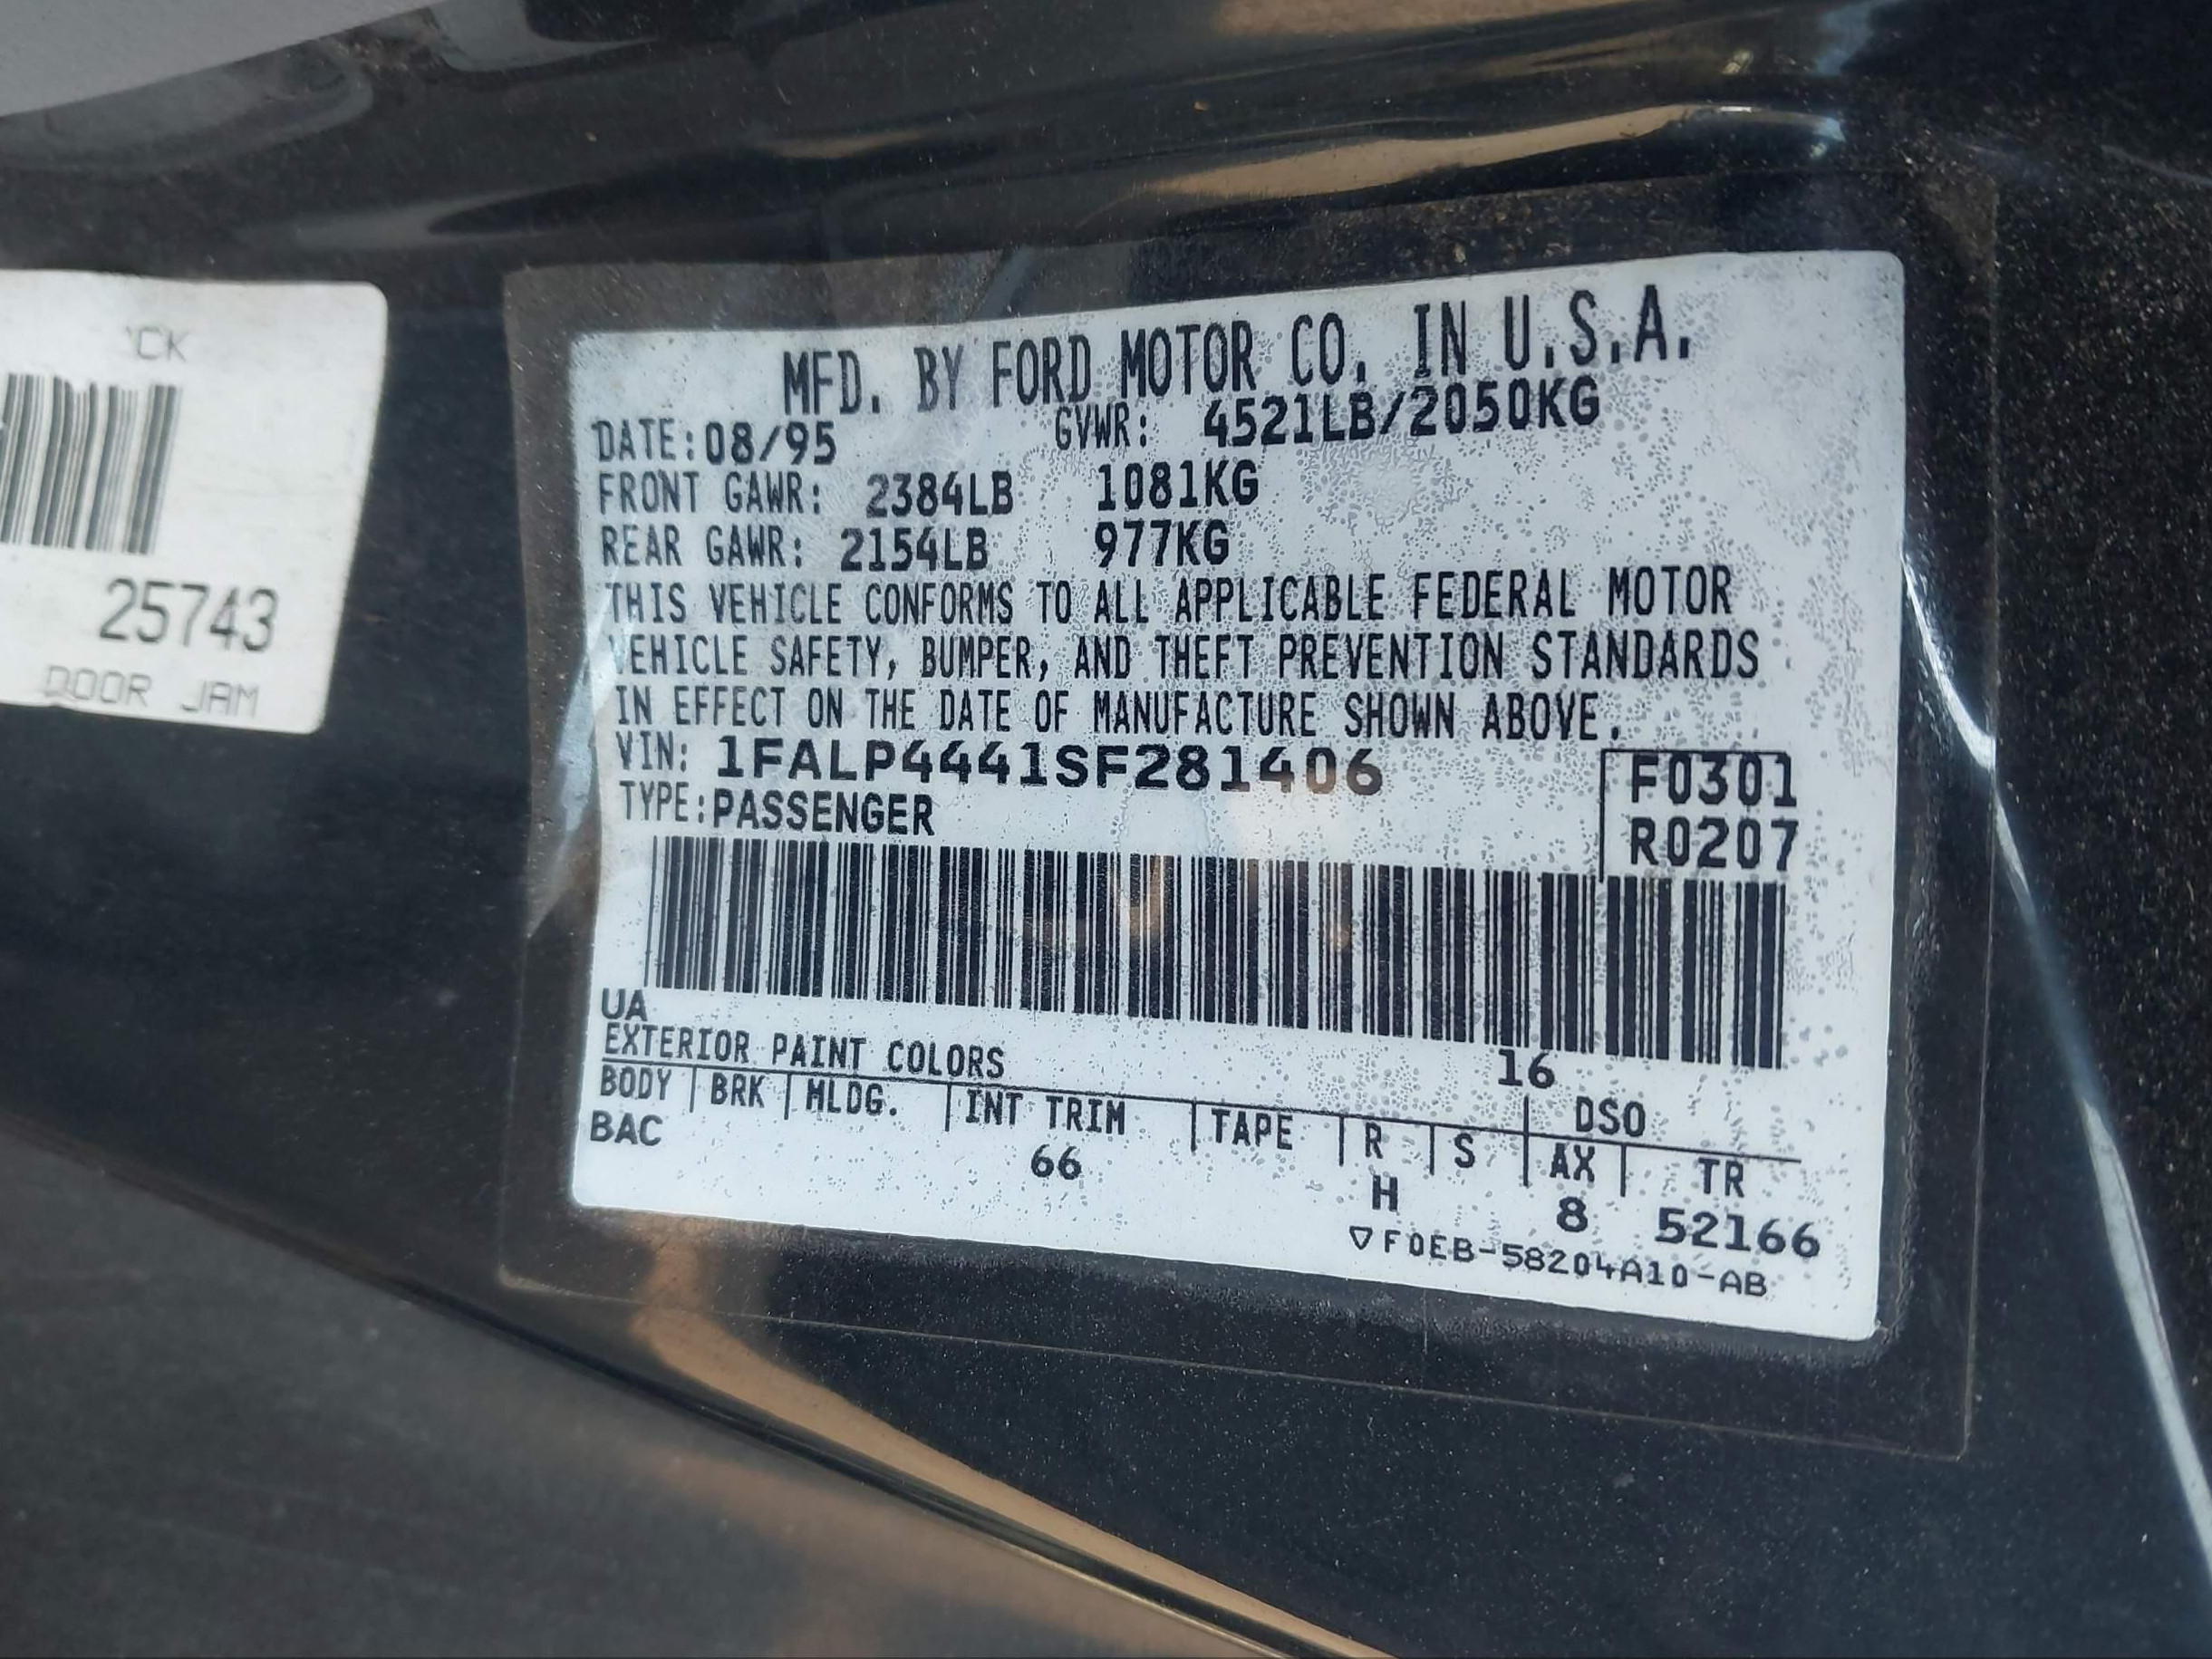 CK
25743
DOOR JAM
MFD. BY FORD MOTOR CO. IN U.S.A.
DATE:08/95 GVWR: 4521LB/2050KG
FRONT GAWR: 2384LB 1081KG
REAR GAWR: 2154LB 977KG
THIS VEHICLE CONFORMS TO ALL APPLICABLE FEDERAL MOTOR
VEHICLE SAFETY, BUMPER, AND THEFT PREVENTION STANDARDS
IN EFFECT ON THE DATE OF MANUFACTURE SHOWN ABOVE.
VIN: 1FALP4441SF281406 F0301
TYPE:PASSENGER R0207
UA
EXTERIOR PAINT COLORS 16 DSO
BODY BRK MLDG. INT TRIM TAPE R S AX TR
BAC 66 H 8 52166
▽F0EB-58204A10-AB